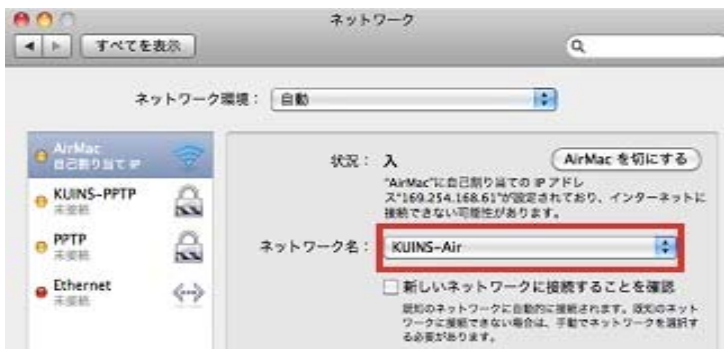 ネットワーク
すべてを表示
ネットワーク環境： 自動
AirMac
自己割り当て IP
KUINS-PPTP
未接続
PPTP
未接続
Ethernet
未接続
状況： 入
AirMac を切にする
"AirMac"に自己割り当ての IP アドレ
ス"169.254.168.61"が設定されており、インターネットに
接続できない可能性があります。
ネットワーク名： KUINS-Air
新しいネットワークに接続することを確認
既知のネットワークに自動的に接続されます。既知のネット
ワークに接続できない場合は、手動でネットワークを選択す
る必要があります。